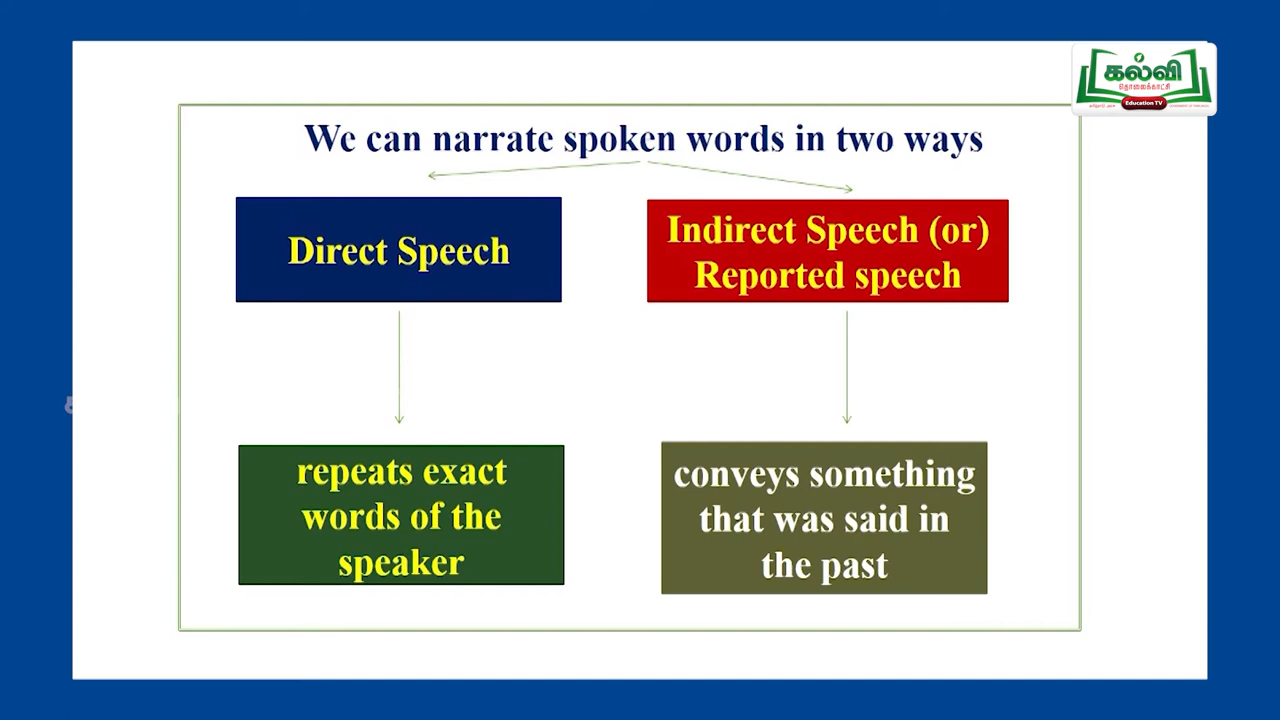 கல்வி
தொலைக்காட்சி
Education TV
We can narrate spoken words in two ways
Direct Speech
Indirect Speech (or)
Reported speech
repeats exact
words of the
speaker
conveys something
that was said in
the past